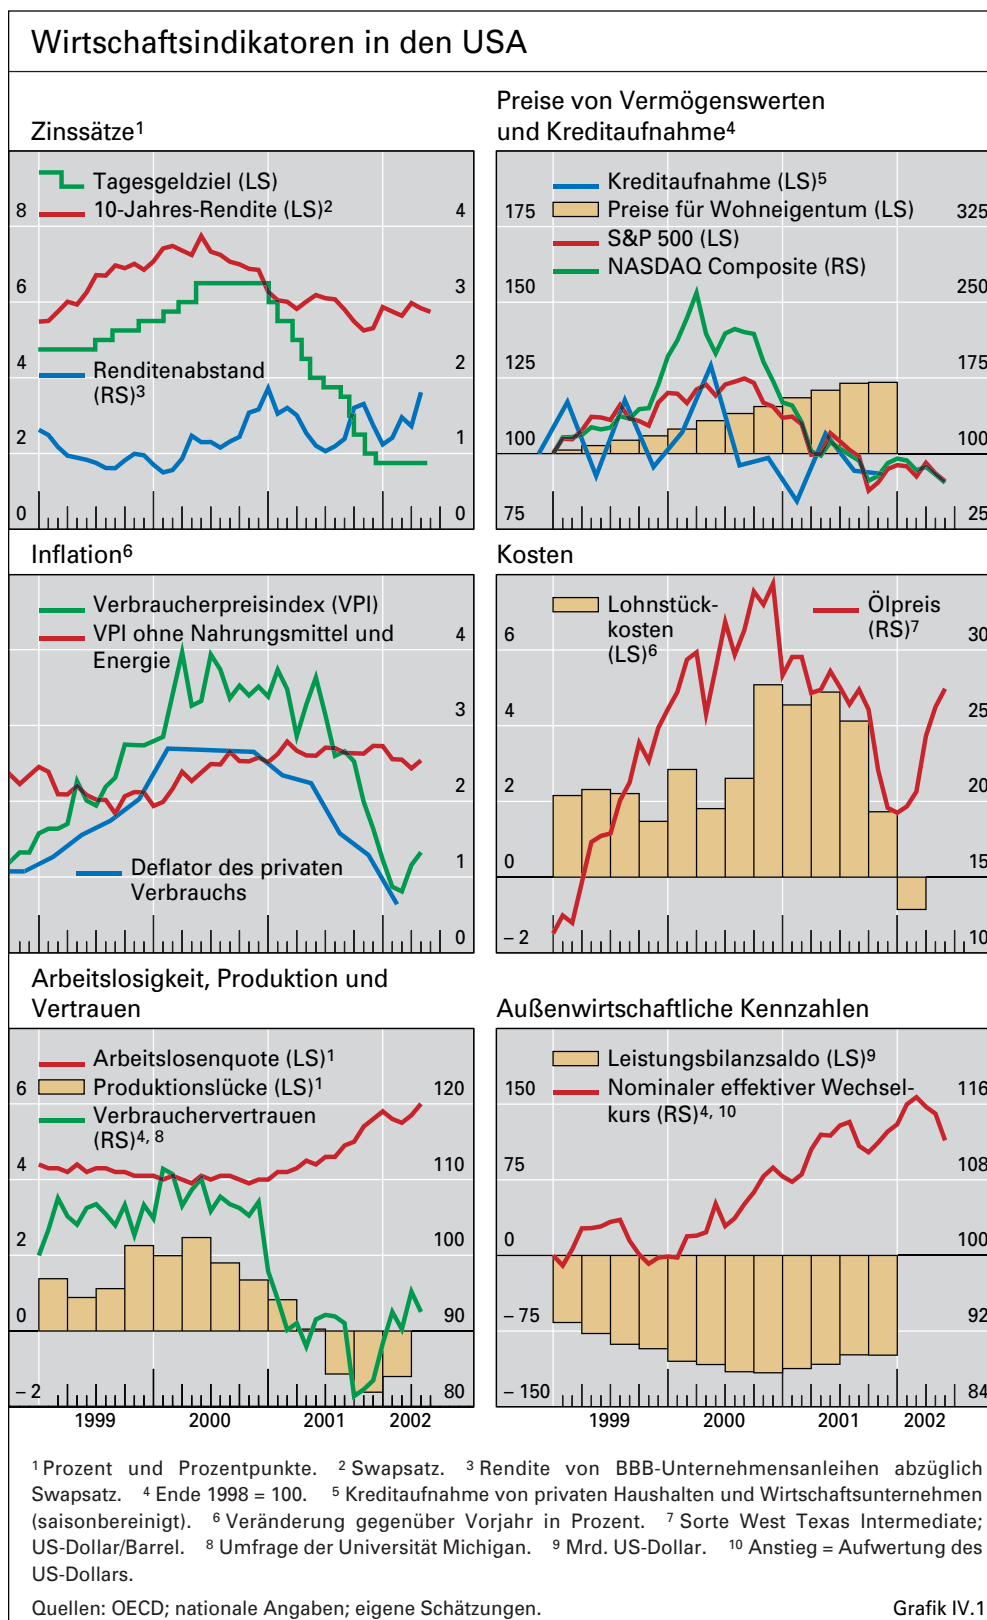 Wirtschaftsindikatoren in den USA
Zinssätze¹
Tagesgeldziel (LS)
10-Jahres-Rendite (LS)²
Renditenabstand
(RS)³
8
6
4
2
0
4
3
2
1
0
Preise von Vermögenswerten
und Kreditaufnahme⁴
Kreditaufnahme (LS)⁵
Preise für Wohneigentum (LS)
S&P 500 (LS)
NASDAQ Composite (RS)
175
150
125
100
75
325
250
175
100
25
Inflation⁶
Verbraucherpreisindex (VPI)
VPI ohne Nahrungsmittel und
Energie
Deflator des privaten
Verbrauchs
4
3
2
1
0
Kosten
Lohnstück-
kosten
(LS)⁶
Ölpreis
(RS)⁷
6
4
2
0
– 2
30
25
20
15
10
Arbeitslosigkeit, Produktion und
Vertrauen
Arbeitslosenquote (LS)¹
Produktionslücke (LS)¹
Verbrauchervertrauen
(RS)⁴, ⁸
6
4
2
0
– 2
120
110
100
90
80
1999 2000 2001 2002
Außenwirtschaftliche Kennzahlen
Leistungsbilanzsaldo (LS)⁹
Nominaler effektiver Wechsel-
kurs (RS)⁴, ¹⁰
150
75
0
– 75
– 150
116
108
100
92
84
1999 2000 2001 2002
¹ Prozent und Prozentpunkte. ² Swapsatz. ³ Rendite von BBB-Unternehmensanleihen abzüglich
Swapsatz. ⁴ Ende 1998 = 100. ⁵ Kreditaufnahme von privaten Haushalten und Wirtschaftsunternehmen
(saisonbereinigt). ⁶ Veränderung gegenüber Vorjahr in Prozent. ⁷ Sorte West Texas Intermediate;
US-Dollar/Barrel. ⁸ Umfrage der Universität Michigan. ⁹ Mrd. US-Dollar. ¹⁰ Anstieg = Aufwertung des
US-Dollars.
Quellen: OECD; nationale Angaben; eigene Schätzungen. Grafik IV.1